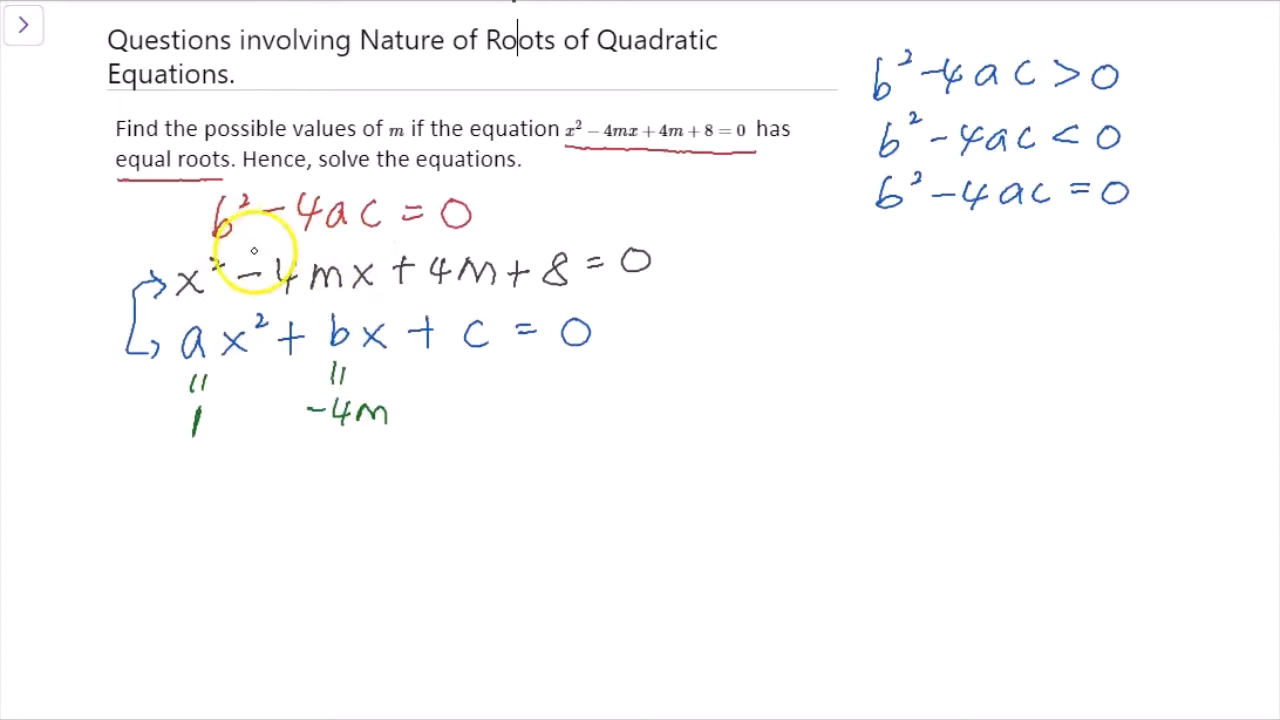 Questions involving Nature of Roots of Quadratic
Equations.
Find the possible values of m if the equation x² − 4mx + 4m + 8 = 0 has
equal roots. Hence, solve the equations.
b² − 4ac = 0
x² − 4mx + 4m + 8 = 0
ax² + bx + c = 0
‖ ‖
1 −4m
b² − 4ac > 0
b² − 4ac < 0
b² − 4ac = 0